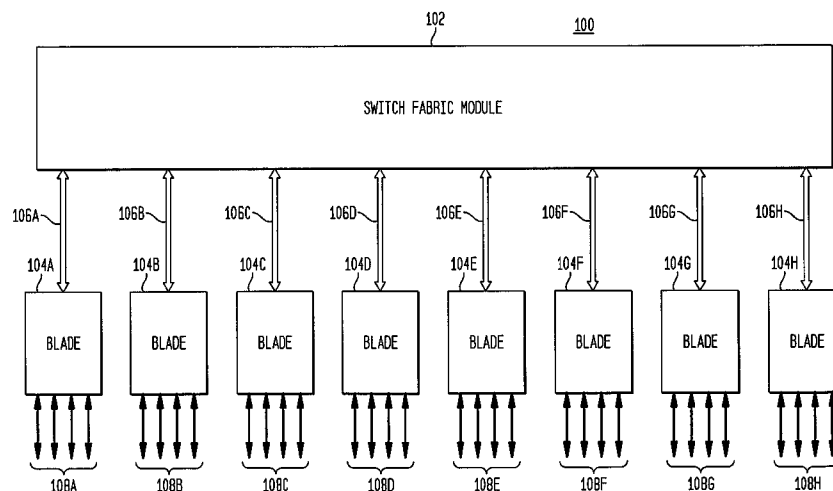 102
100
SWITCH FABRIC MODULE
106A 106B 106C 106D 106E 106F 106G 106H
104A 104B 104C 104D 104E 104F 104G 104H
BLADE BLADE BLADE BLADE BLADE BLADE BLADE BLADE
108A 108B 108C 108D 108E 108F 108G 108H